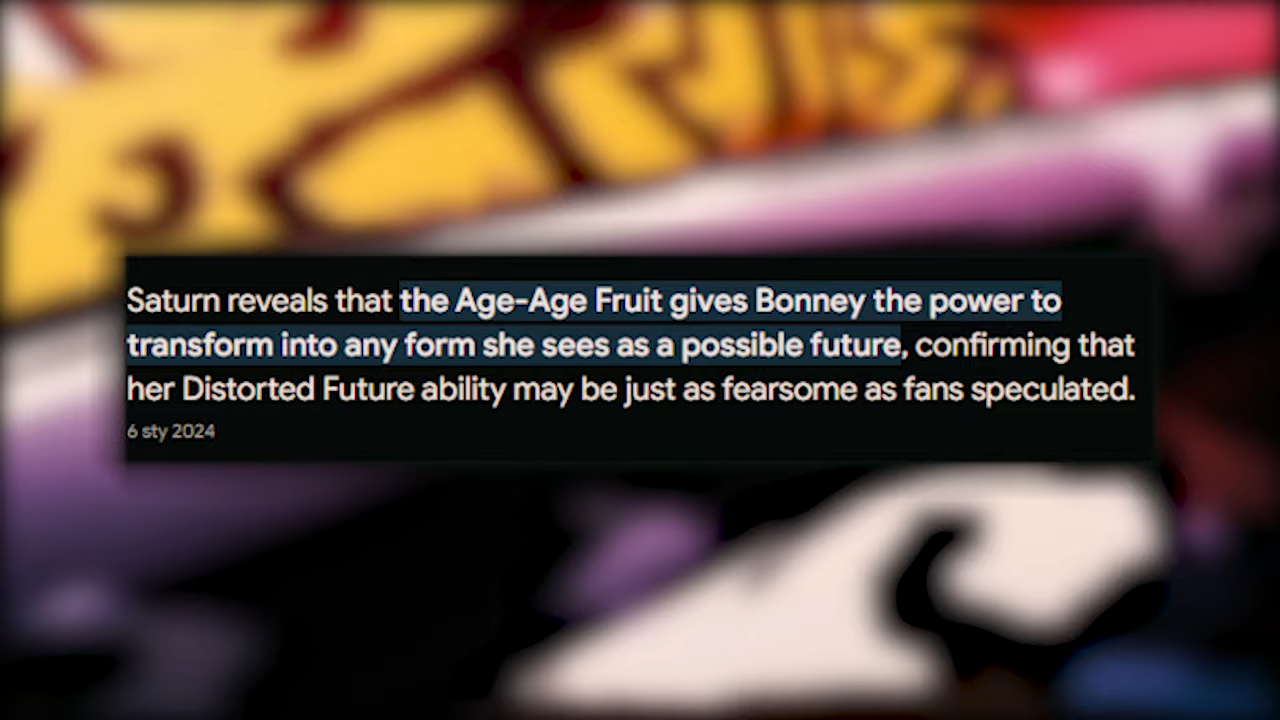 Saturn reveals that the Age-Age Fruit gives Bonney the power to
transform into any form she sees as a possible future, confirming that
her Distorted Future ability may be just as fearsome as fans speculated.
6 sty 2024